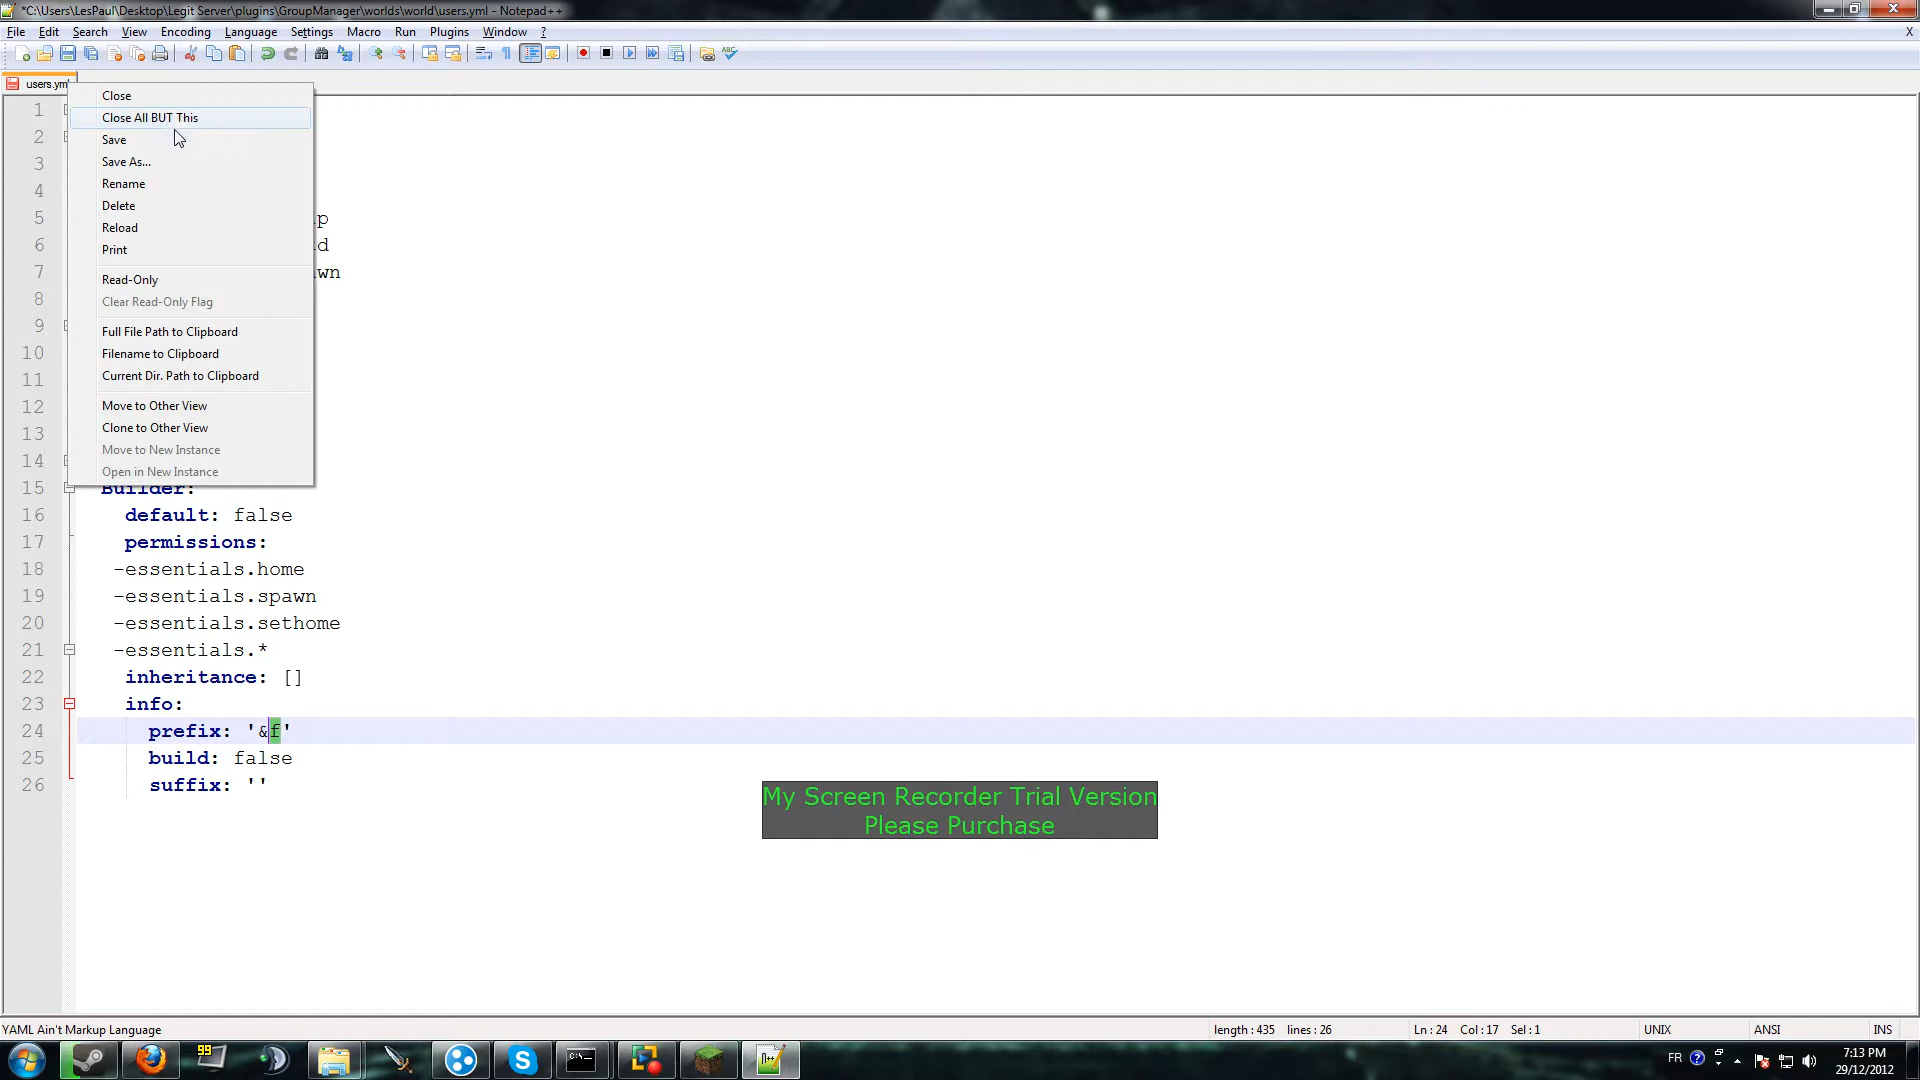 *C:\Users\LesPaul\Desktop\Legit Server\plugins\GroupManager\worlds\world\users.yml - Notepad++
File Edit Search View Encoding Language Settings Macro Run Plugins Window ? X
users.yml
Close
Close All BUT This
Save
Save As...
Rename
Delete
Reload
Print
Read-Only
Clear Read-Only Flag
Full File Path to Clipboard
Filename to Clipboard
Current Dir. Path to Clipboard
Move to Other View
Clone to Other View
Move to New Instance
Open in New Instance
1
2
3
4
5 p
6 d
7 wn
8
9
10
11
12
13
14
15 Builder:
16 default: false
17 permissions:
18 -essentials.home
19 -essentials.spawn
20 -essentials.sethome
21 -essentials.*
22 inheritance: []
23 info:
24 prefix: '&f'
25 build: false
26 suffix: ''
My Screen Recorder Trial Version
Please Purchase
YAML Ain't Markup Language length : 435 lines : 26 Ln : 24 Col : 17 Sel : 1 UNIX ANSI INS
99
FR
7:13 PM
29/12/2012